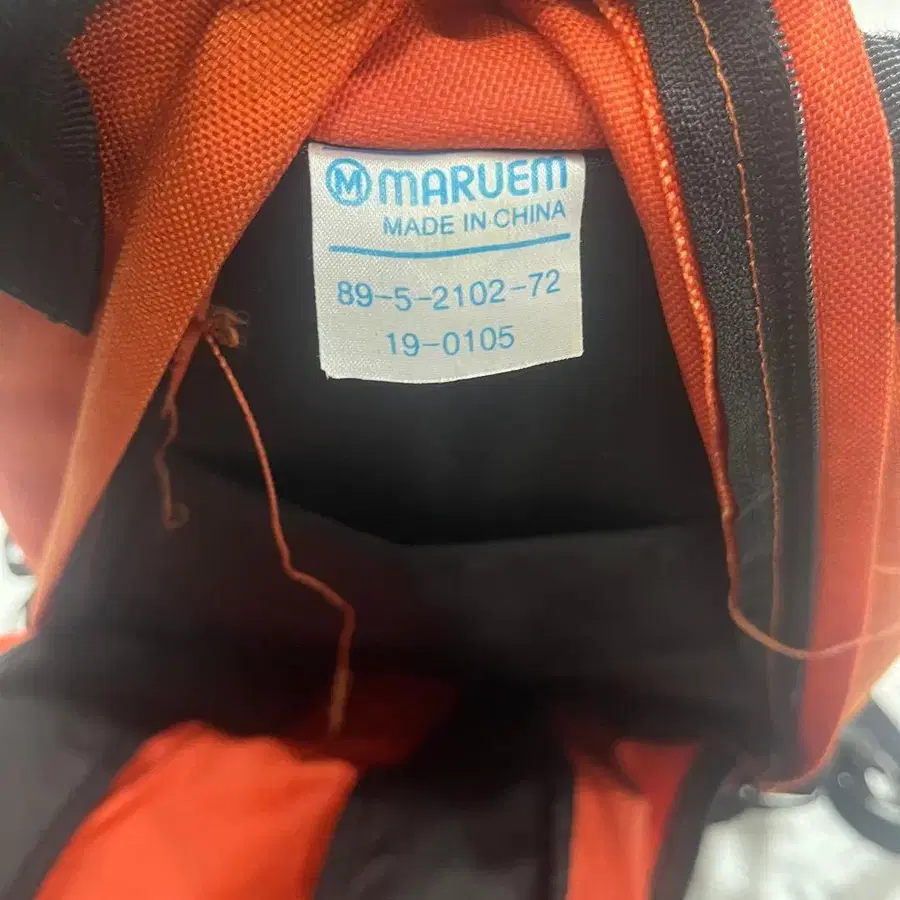 M MARUEM
MADE IN CHINA
89-5-2102-72
19-0105